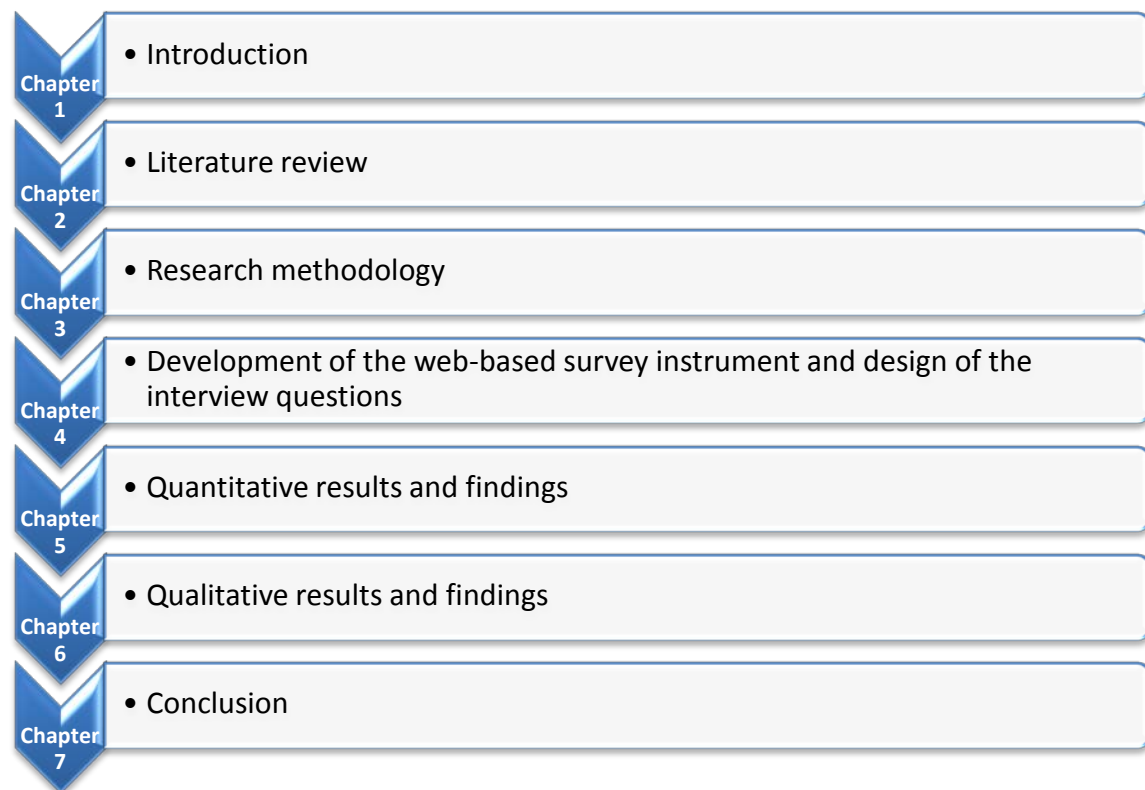 Chapter
1
• Introduction
Chapter
2
• Literature review
Chapter
3
• Research methodology
Chapter
4
• Development of the web-based survey instrument and design of the
interview questions
Chapter
5
• Quantitative results and findings
Chapter
6
• Qualitative results and findings
Chapter
7
• Conclusion